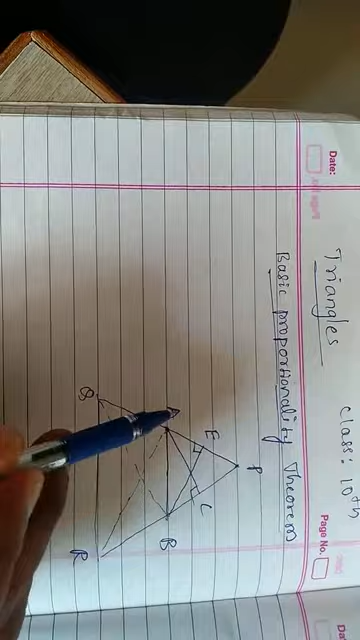 Date:
Page No.
Triangles
Class: 10th
Basic proportionality Theorem
P
E
C
B
Q
R